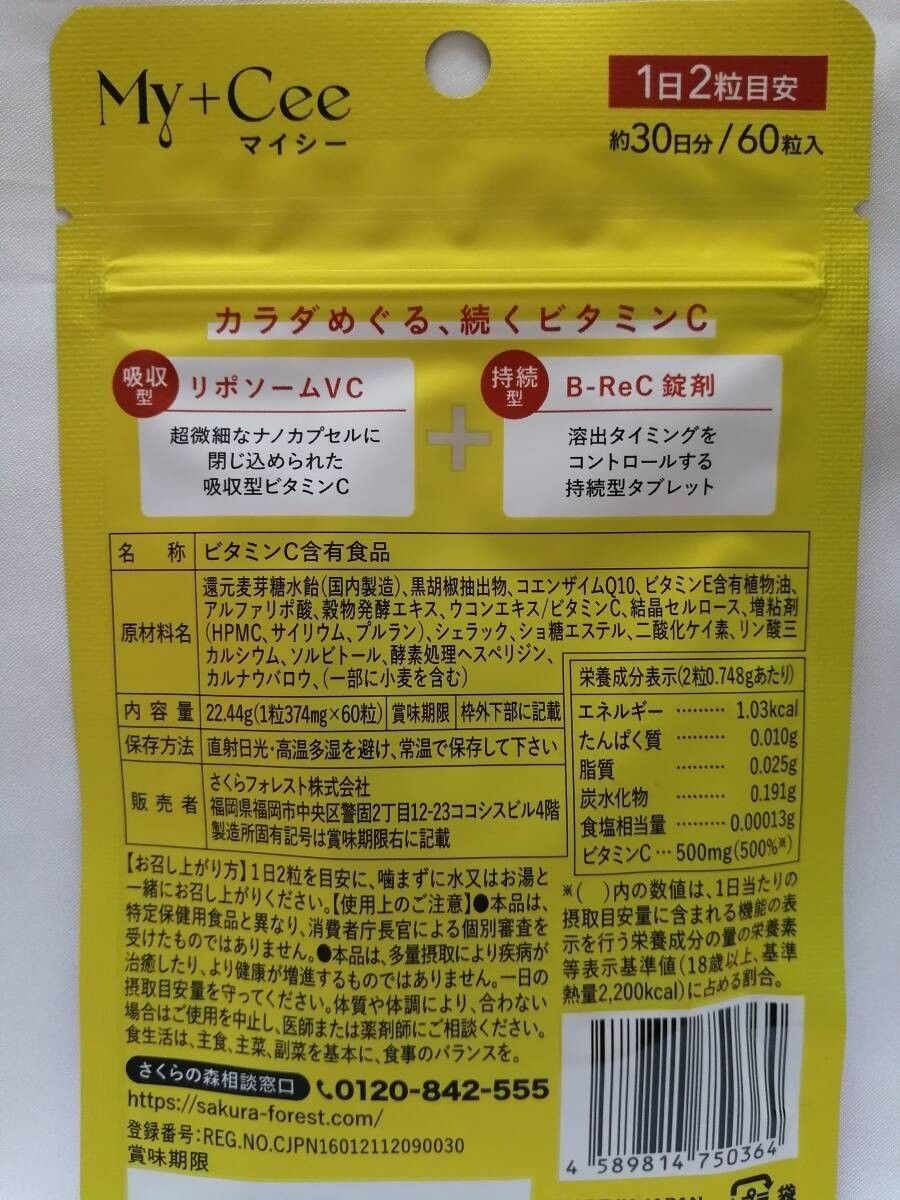 My+Cee
マイシー
1日2粒目安
約30日分/60粒入
カラダめぐる、続くビタミンC
吸収型
リポソームVC
超微細なナノカプセルに
閉じ込められた
吸収型ビタミンC
+
持続型
B-ReC 錠剤
溶出タイミングを
コントロールする
持続型タブレット
名 称 ビタミンC含有食品
原材料名
還元麦芽糖水飴(国内製造)、黒胡椒抽出物、コエンザイムQ10、ビタミンE含有植物油、
アルファリポ酸、穀物発酵エキス、ウコンエキス/ビタミンC、結晶セルロース、増粘剤
(HPMC、サイリウム、プルラン)、シェラック、ショ糖エステル、二酸化ケイ素、リン酸三
カルシウム、ソルビトール、酵素処理ヘスペリジン、
カルナウバロウ、(一部に小麦を含む)
内容量 22.44g(1粒374mg×60粒) 賞味期限 枠外下部に記載
保存方法 直射日光・高温多湿を避け、常温で保存して下さい
販売者
さくらフォレスト株式会社
福岡県福岡市中央区警固2丁目12-23ココシスビル4階
製造所固有記号は賞味期限右に記載
栄養成分表示(2粒0.748gあたり)
エネルギー ……… 1.03kcal
たんぱく質 ……… 0.010g
脂質 ……… 0.025g
炭水化物 ……… 0.191g
食塩相当量 ……… 0.00013g
ビタミンC … 500mg(500%※)
【お召し上がり方】1日2粒を目安に、噛まずに水又はお湯と
一緒にお召し上がりください。【使用上のご注意】●本品は、
特定保健用食品と異なり、消費者庁長官による個別審査を
受けたものではありません。●本品は、多量摂取により疾病が
治癒したり、より健康が増進するものではありません。一日の
摂取目安量を守ってください。体質や体調により、合わない
場合はご使用を中止し、医師または薬剤師にご相談ください。
食生活は、主食、主菜、副菜を基本に、食事のバランスを。
※( )内の数値は、1日当たりの
摂取目安量に含まれる機能の表
示を行う栄養成分の量の栄養素
等表示基準値(18歳以上、基準
熱量2,200kcal)に占める割合。
さくらの森相談窓口 0120-842-555
https://sakura-forest.com/
登録番号:REG.NO.CJPN16012112090030
賞味期限
4 589814 750364
袋